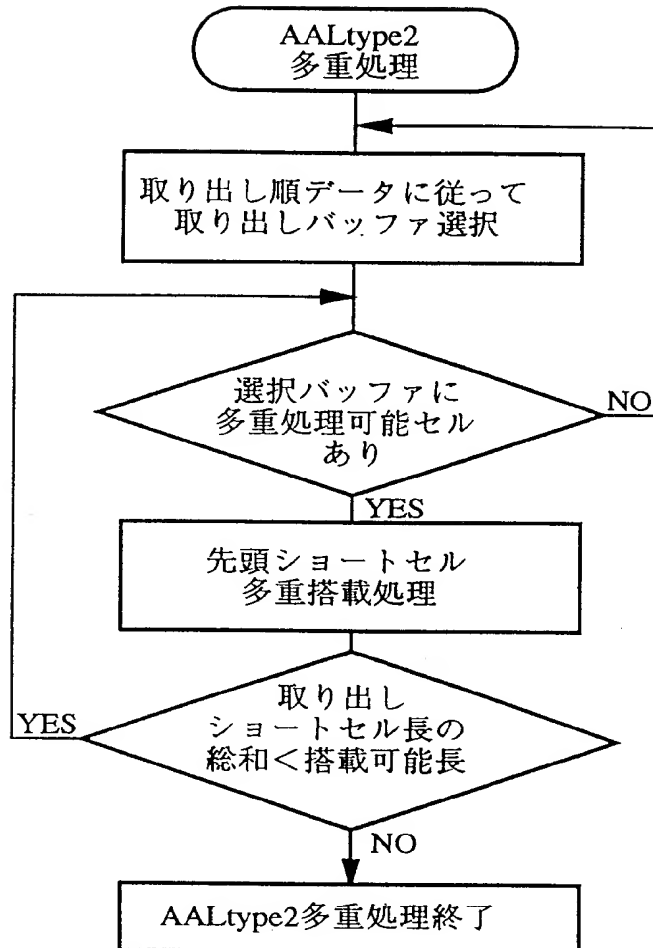 AALtype2
多重処理
取り出し順データに従って
取り出しバッファ選択
選択バッファに
多重処理可能セル
あり
NO
YES
先頭ショートセル
多重搭載処理
取り出し
ショートセル長の
総和<搭載可能長
YES
NO
AALtype2多重処理終了